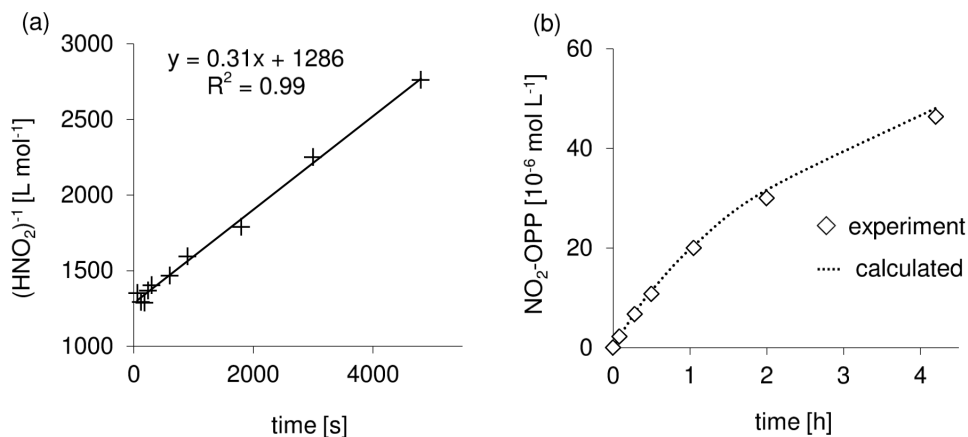 (a)
y = 0.31x + 1286
R² = 0.99
(HNO₂)⁻¹ [L mol⁻¹]
3000
2500
2000
1500
1000
0
2000
4000
time [s]
(b)
NO₂-OPP [10⁻⁶ mol L⁻¹]
60
40
20
0
experiment
calculated
0
1
2
3
4
time [h]